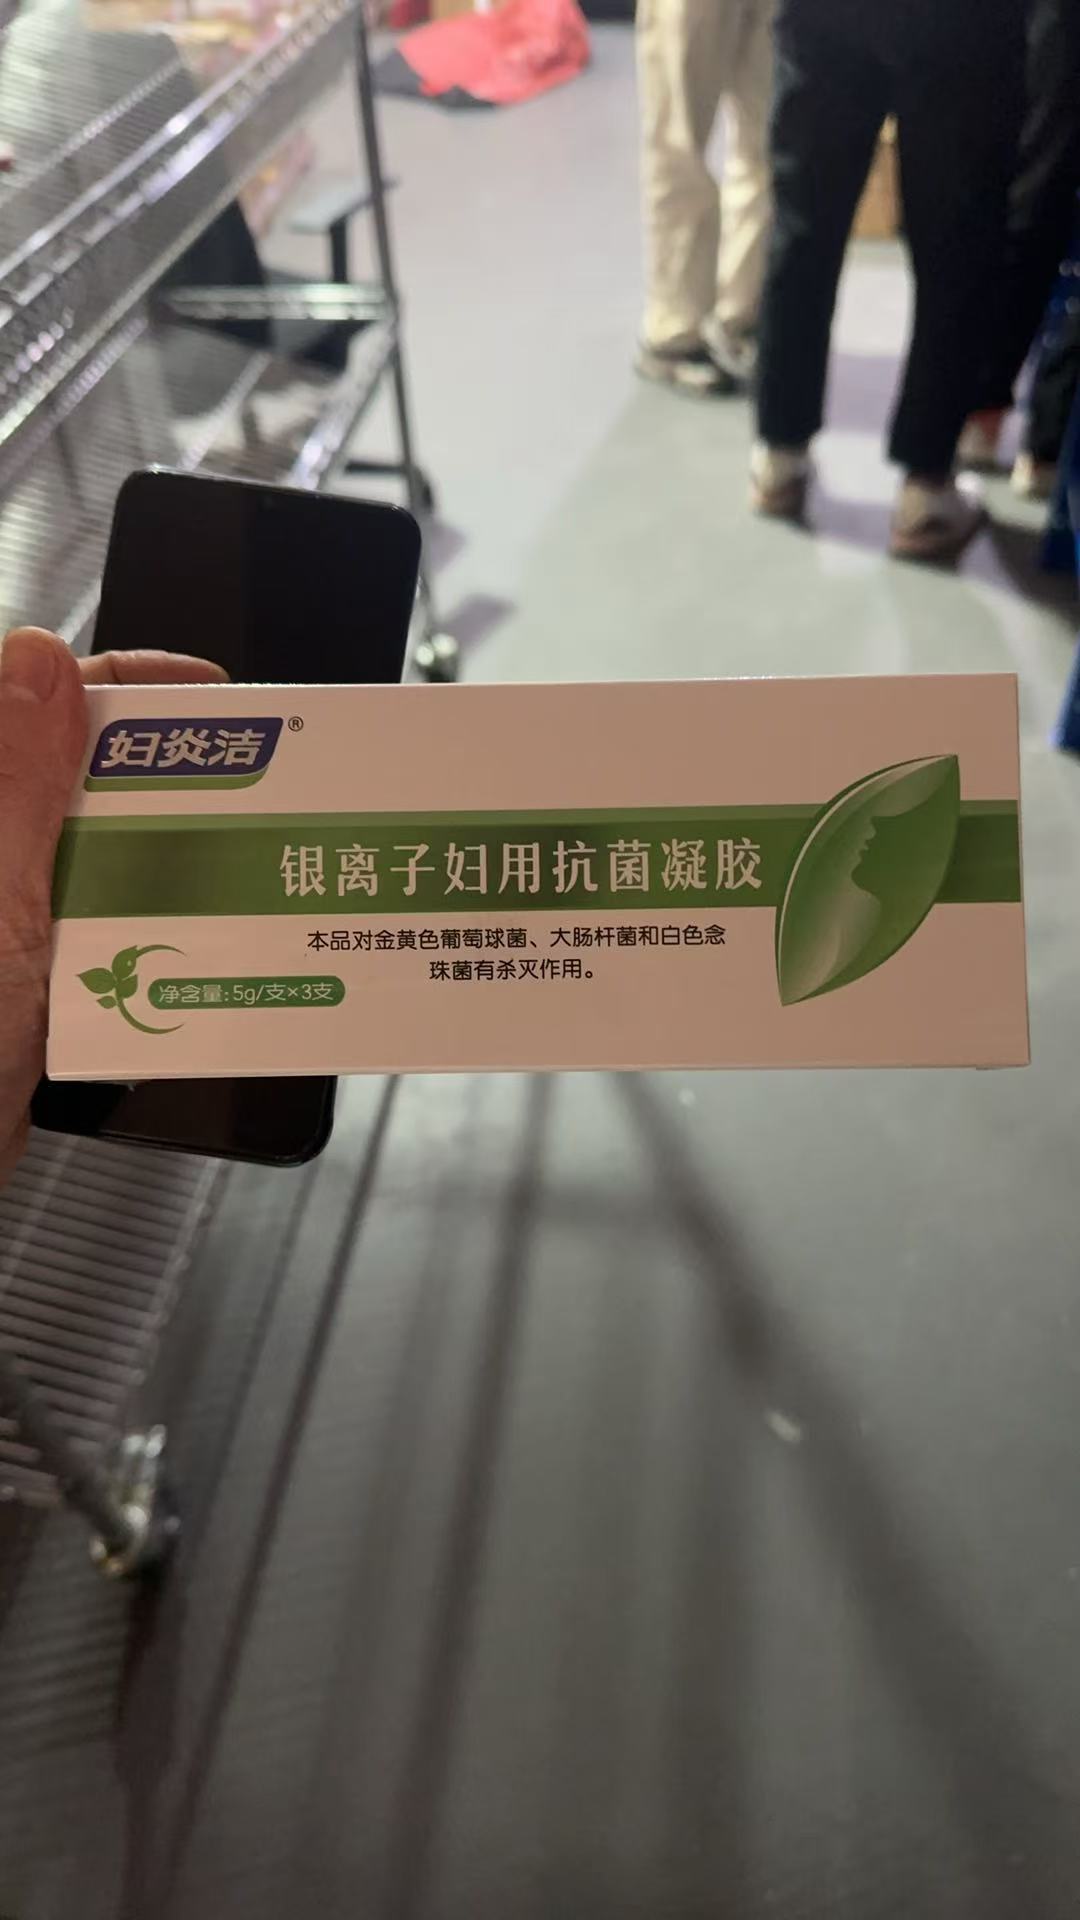 妇炎洁®
银离子妇用抗菌凝胶
本品对金黄色葡萄球菌、大肠杆菌和白色念
珠菌有杀灭作用。
净含量:5g/支×3支